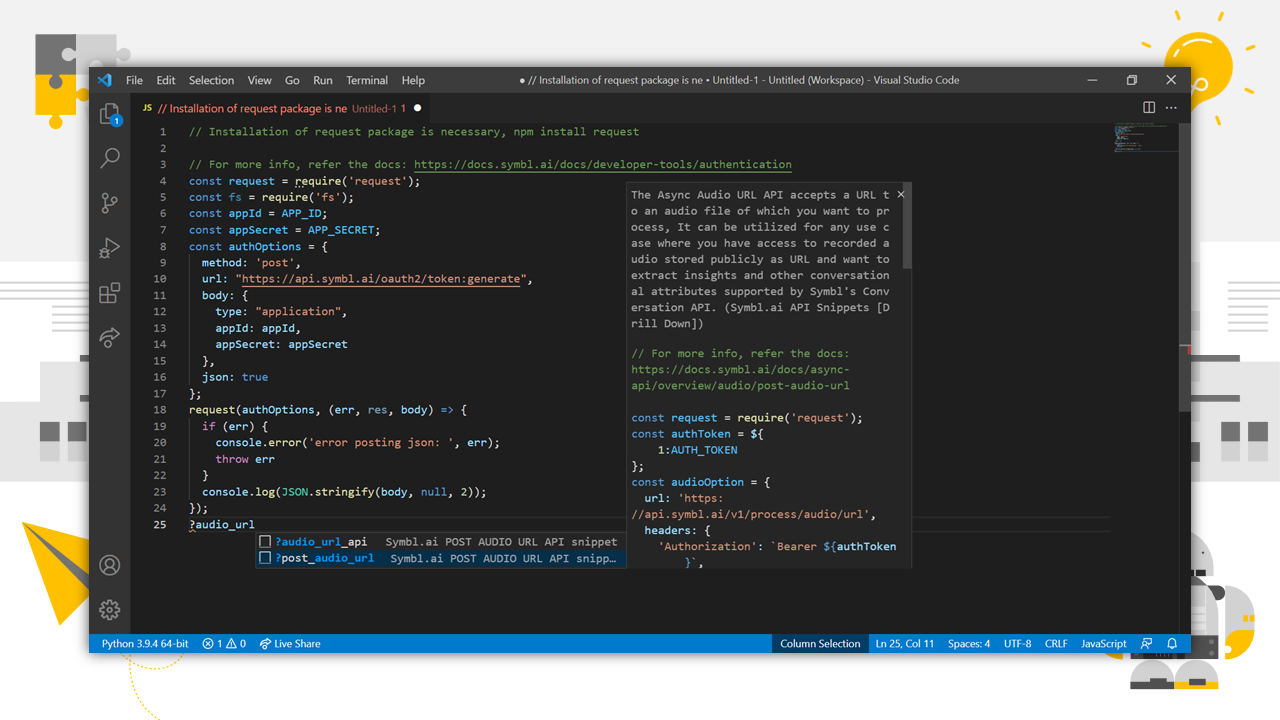 File Edit Selection View Go Run Terminal Help
● // Installation of request package is ne • Untitled-1 - Untitled (Workspace) - Visual Studio Code
JS // Installation of request package is ne Untitled-1 1
1
1 // Installation of request package is necessary, npm install request
2
3 // For more info, refer the docs: https://docs.symbl.ai/docs/developer-tools/authentication
4 const request = require('request');
5 const fs = require('fs');
6 const appId = APP_ID;
7 const appSecret = APP_SECRET;
8 const authOptions = {
9 method: 'post',
10 url: "https://api.symbl.ai/oauth2/token:generate",
11 body: {
12 type: "application",
13 appId: appId,
14 appSecret: appSecret
15 },
16 json: true
17 };
18 request(authOptions, (err, res, body) => {
19 if (err) {
20 console.error('error posting json: ', err);
21 throw err
22 }
23 console.log(JSON.stringify(body, null, 2));
24 });
25 ?audio_url
?audio_url_api Symbl.ai POST AUDIO URL API snippet
?post_audio_url Symbl.ai POST AUDIO URL API snipp…
The Async Audio URL API accepts a URL t
o an audio file of which you want to pr
ocess, It can be utilized for any use c
ase where you have access to recorded a
udio stored publicly as URL and want to
extract insights and other conversation
al attributes supported by Symbl's Conv
ersation API. (Symbl.ai API Snippets [D
rill Down])
// For more info, refer the docs:
https://docs.symbl.ai/docs/async-
api/overview/audio/post-audio-url
const request = require('request');
const authToken = ${
1:AUTH_TOKEN
};
const audioOption = {
url: 'https:
//api.symbl.ai/v1/process/audio/url',
headers: {
'Authorization': `Bearer ${authToken
}`,
Python 3.9.4 64-bit 1 0 Live Share
Column Selection Ln 25, Col 11 Spaces: 4 UTF-8 CRLF JavaScript